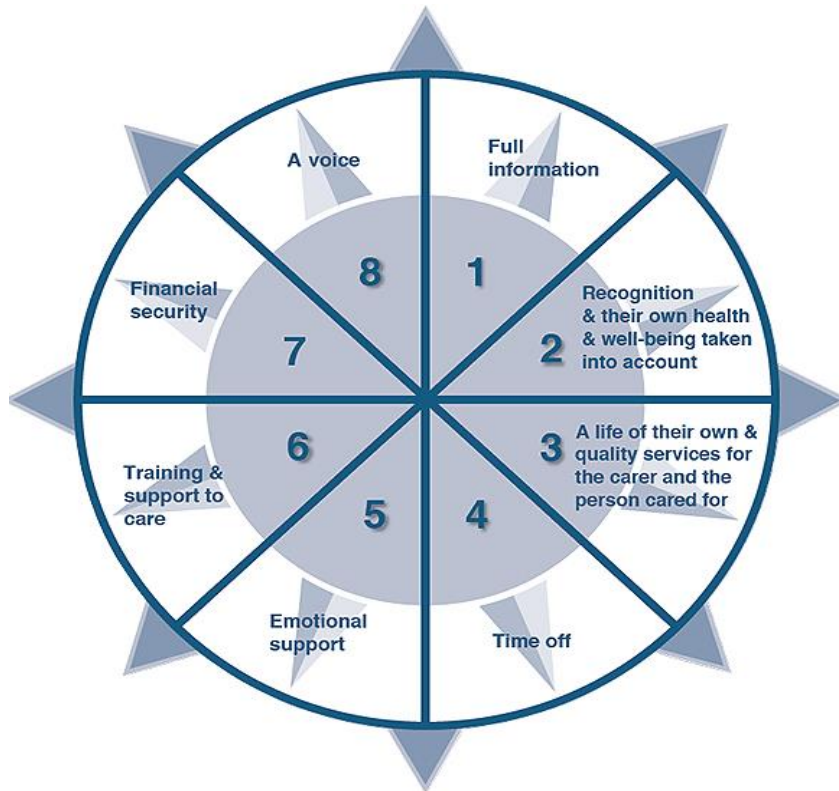 1
Full
information
2
Recognition
& their own health
& well-being taken
into account
3
A life of their own &
quality services for
the carer and the
person cared for
4
Time off
5
Emotional
support
6
Training &
support to
care
7
Financial
security
8
A voice